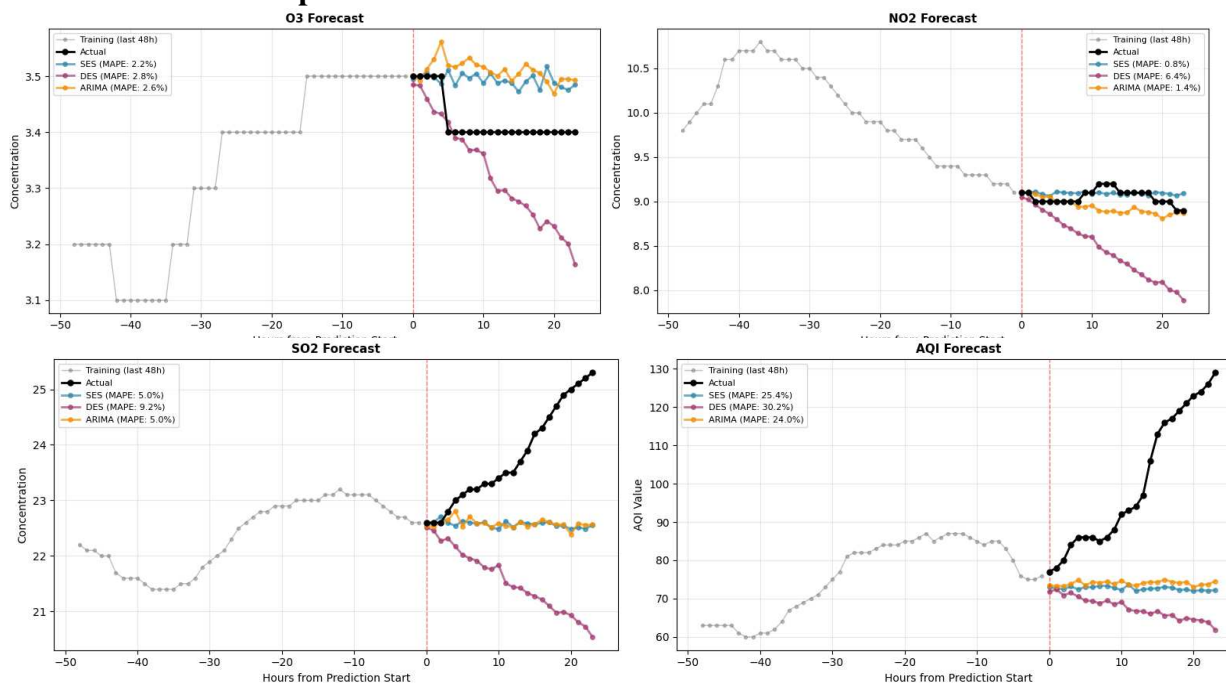 O3 Forecast
Training (last 48h)
Actual
SES (MAPE: 2.2%)
DES (MAPE: 2.8%)
ARIMA (MAPE: 2.6%)
Concentration
3.5
3.4
3.3
3.2
3.1
−50 −40 −30 −20 −10 0 10 20
Hours from Prediction Start
NO2 Forecast
Training (last 48h)
Actual
SES (MAPE: 0.8%)
DES (MAPE: 6.4%)
ARIMA (MAPE: 1.4%)
Concentration
10.5
10.0
9.5
9.0
8.5
8.0
−50 −40 −30 −20 −10 0 10 20
Hours from Prediction Start
SO2 Forecast
Training (last 48h)
Actual
SES (MAPE: 5.0%)
DES (MAPE: 9.2%)
ARIMA (MAPE: 5.0%)
Concentration
25
24
23
22
21
−50 −40 −30 −20 −10 0 10 20
Hours from Prediction Start
AQI Forecast
Training (last 48h)
Actual
SES (MAPE: 25.4%)
DES (MAPE: 30.2%)
ARIMA (MAPE: 24.0%)
AQI Value
130
120
110
100
90
80
70
60
−50 −40 −30 −20 −10 0 10 20
Hours from Prediction Start